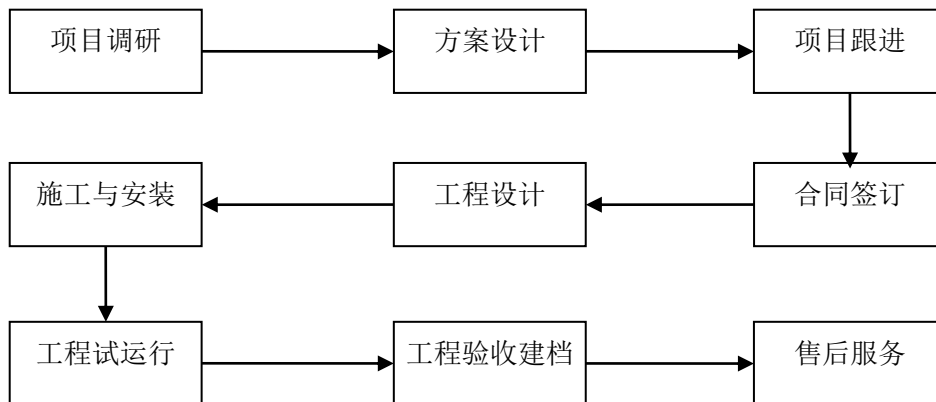 项目调研
方案设计
项目跟进
合同签订
工程设计
施工与安装
工程试运行
工程验收建档
售后服务